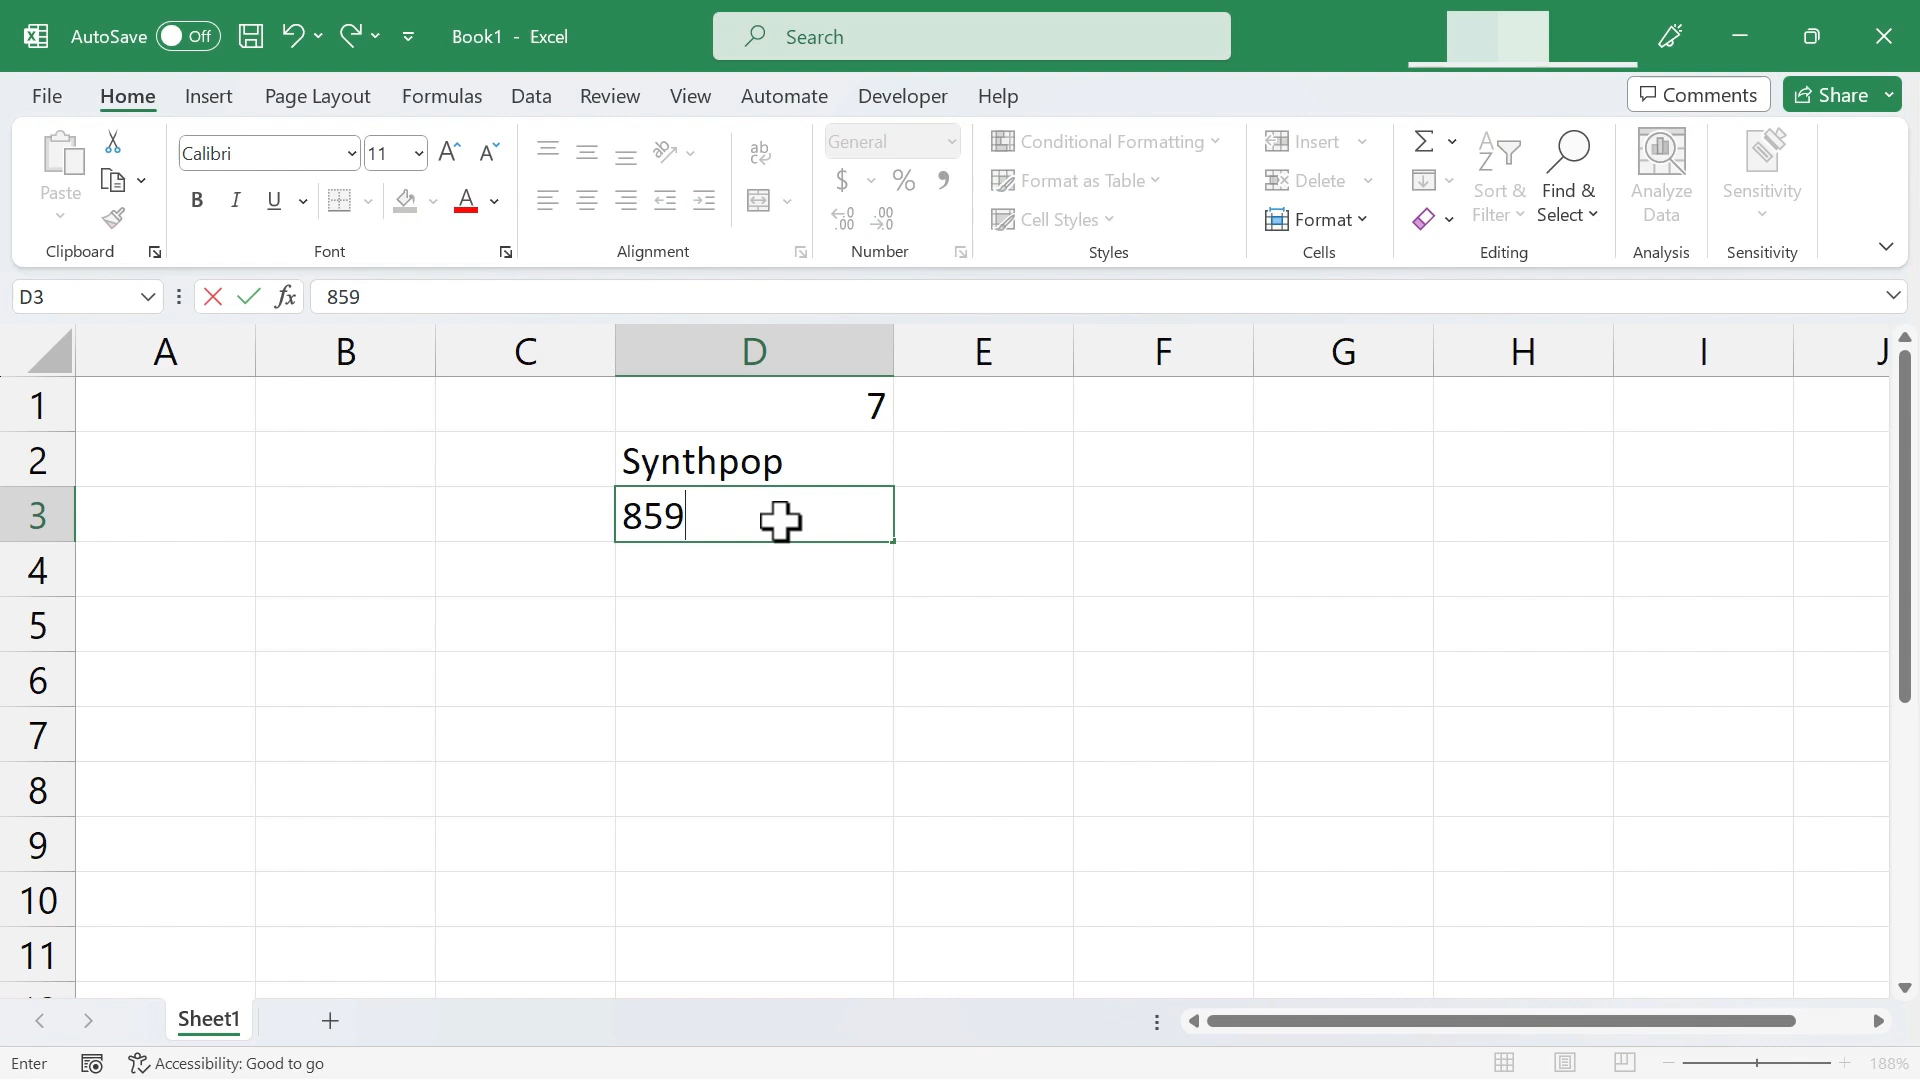 AutoSave Off Book1 - Excel Search
File Home Insert Page Layout Formulas Data Review View Automate Developer Help Comments Share
Paste
Clipboard
Calibri 11
B I U A
Font
ab
Alignment
General
$ % ,
Number
Conditional Formatting
Format as Table
Cell Styles
Styles
Insert
Delete
Format
Cells
Sort & Filter
Find & Select
Editing
Analyze Data
Analysis
Sensitivity
Sensitivity
D3 fx 859
A B C D E F G H I J
1 7
2 Synthpop
3 859
4
5
6
7
8
9
10
11
Sheet1
Enter Accessibility: Good to go 188%